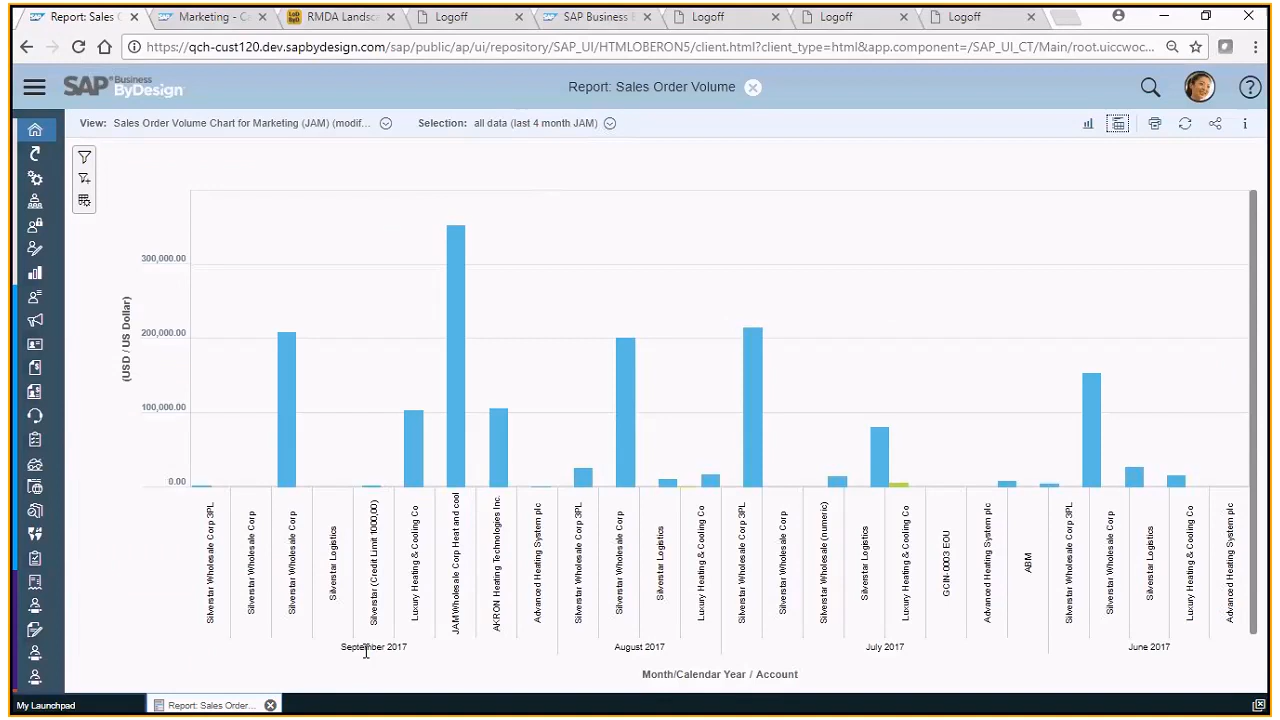 Report: Sales O
Marketing - C
RMDA Landsca
Logoff
SAP Business
Logoff
Logoff
Logoff
https://qch-cust120.dev.sapbydesign.com/sap/public/ap/ui/repository/SAP_UI/HTMLOBERON5/client.html?client_type=html&app.component=/SAP_UI_CT/Main/root.uiccwoc...
SAP Business ByDesign
Report: Sales Order Volume
View: Sales Order Volume Chart for Marketing (JAM) (modif...
Selection: all data (last 4 month JAM)
(USD / US Dollar)
300,000.00
200,000.00
100,000.00
0.00
Silverstar Wholesale Corp 3PL
Silverstar Wholesale Corp
Silverstar Wholesale Corp
Silverstar Logistics
Silverstar (Credit Limit 1000,00)
Luxury Heating & Cooling Co
JAM Wholesale Corp Heat and cool
AKRON Heating Technologies Inc.
Advanced Heating System plc
Silverstar Wholesale Corp 3PL
Silverstar Wholesale Corp
Silverstar Logistics
Luxury Heating & Cooling Co
Silverstar Wholesale Corp 3PL
Silverstar Wholesale Corp
Silverstar Wholesale (numeric)
Silverstar Logistics
Luxury Heating & Cooling Co
GCIN-0003 EOU
Advanced Heating System plc
ABM
Silverstar Wholesale Corp 3PL
Silverstar Wholesale Corp
Silverstar Logistics
Luxury Heating & Cooling Co
Advanced Heating System plc
September 2017
August 2017
July 2017
June 2017
Month/Calendar Year / Account
My Launchpad
Report: Sales Order...